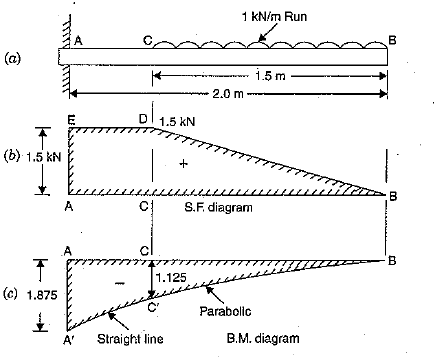 1 kN/m Run
A C B
(a)
1.5 m
2.0 m
E D 1.5 kN
(b) 1.5 kN
+
A C S.F. diagram B
A C B
–
(c) 1.875
1.125
C'
Parabolic
A' Straight line B.M. diagram